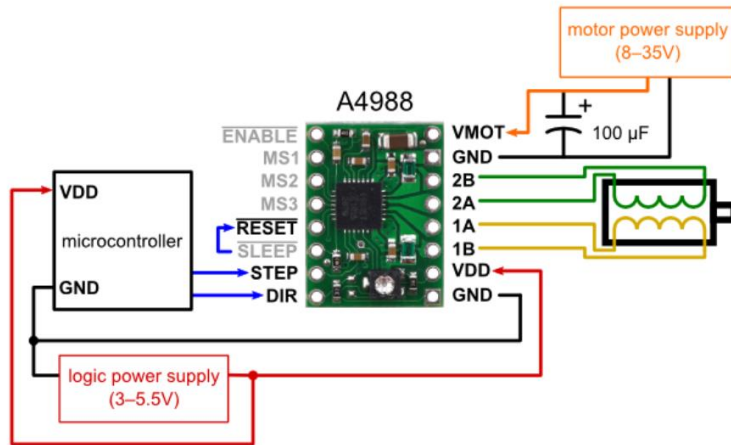 motor power supply
(8–35V)
A4988
+
100 µF
ENABLE
MS1
MS2
MS3
RESET
SLEEP
STEP
DIR
VMOT
GND
2B
2A
1A
1B
VDD
GND
VDD
microcontroller
GND
logic power supply
(3–5.5V)